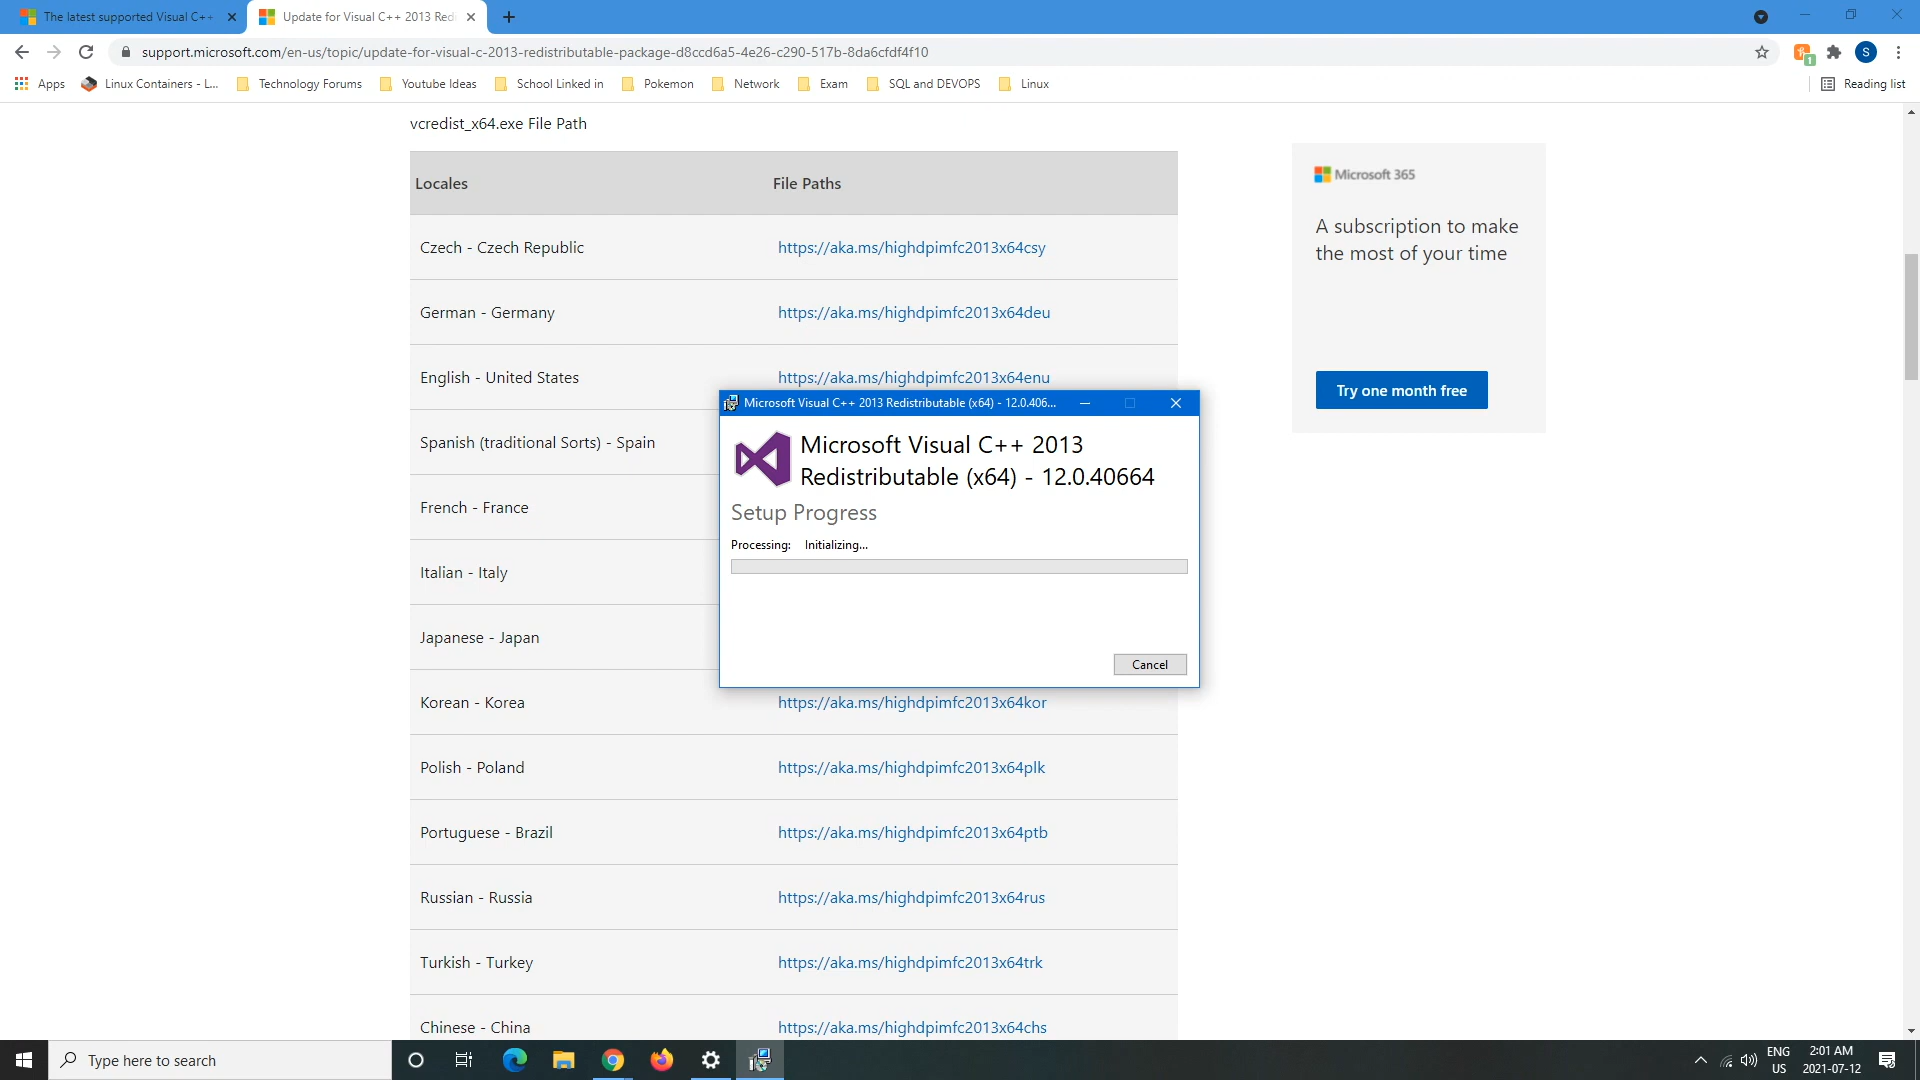 The latest supported Visual C++
Update for Visual C++ 2013 Redi
support.microsoft.com/en-us/topic/update-for-visual-c-2013-redistributable-package-d8ccd6a5-4e26-c290-517b-8da6cfdf4f10
1
S
Apps
Linux Containers - L...
Technology Forums
Youtube Ideas
School Linked in
Pokemon
Network
Exam
SQL and DEVOPS
Linux
Reading list
vcredist_x64.exe File Path
Locales File Paths
Czech - Czech Republic https://aka.ms/highdpimfc2013x64csy
German - Germany https://aka.ms/highdpimfc2013x64deu
English - United States https://aka.ms/highdpimfc2013x64enu
Spanish (traditional Sorts) - Spain
French - France
Italian - Italy
Japanese - Japan
Korean - Korea https://aka.ms/highdpimfc2013x64kor
Polish - Poland https://aka.ms/highdpimfc2013x64plk
Portuguese - Brazil https://aka.ms/highdpimfc2013x64ptb
Russian - Russia https://aka.ms/highdpimfc2013x64rus
Turkish - Turkey https://aka.ms/highdpimfc2013x64trk
Chinese - China https://aka.ms/highdpimfc2013x64chs
Microsoft 365
A subscription to make
the most of your time
Try one month free
Microsoft Visual C++ 2013 Redistributable (x64) - 12.0.406...
Microsoft Visual C++ 2013
Redistributable (x64) - 12.0.40664
Setup Progress
Processing: Initializing...
Cancel
Type here to search
ENG
US
2:01 AM
2021-07-12